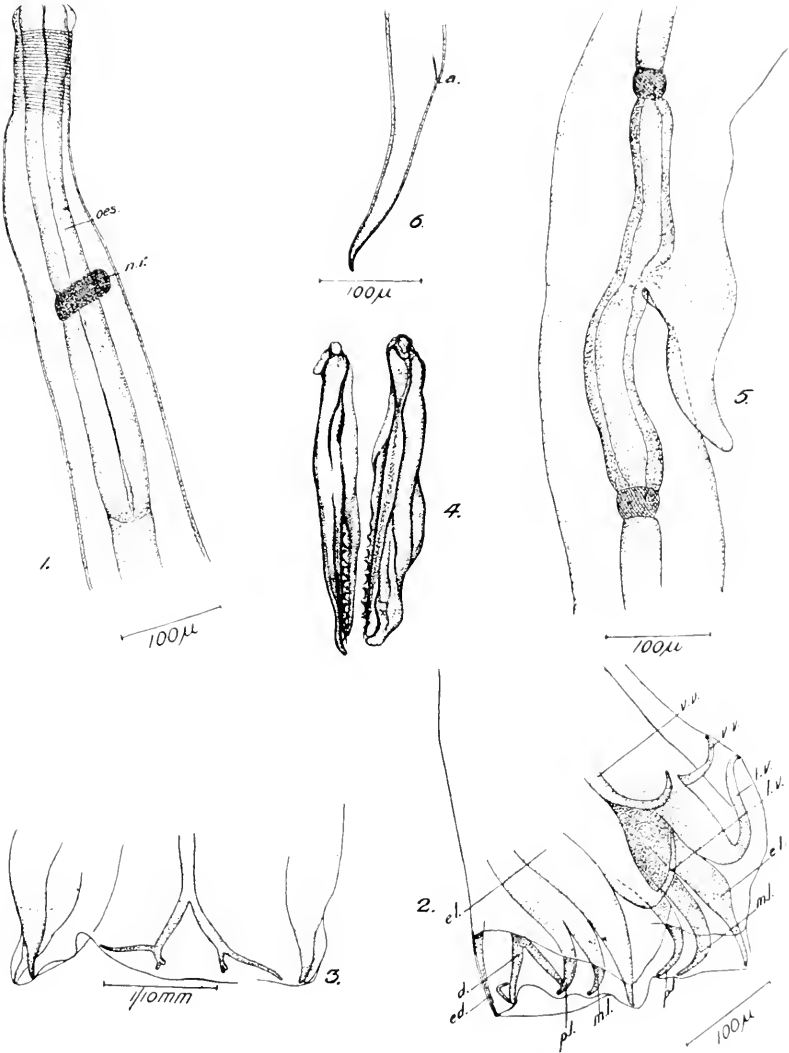 oes.
n.r.
1.
100µ
a.
6.
100µ
4.
5.
100µ
3.
1/10mm
v.v.
v.v.
l.v.
l.v.
e.l.
m.l.
2.
e.l.
d.
e.d.
p.l.
m.l.
100µ